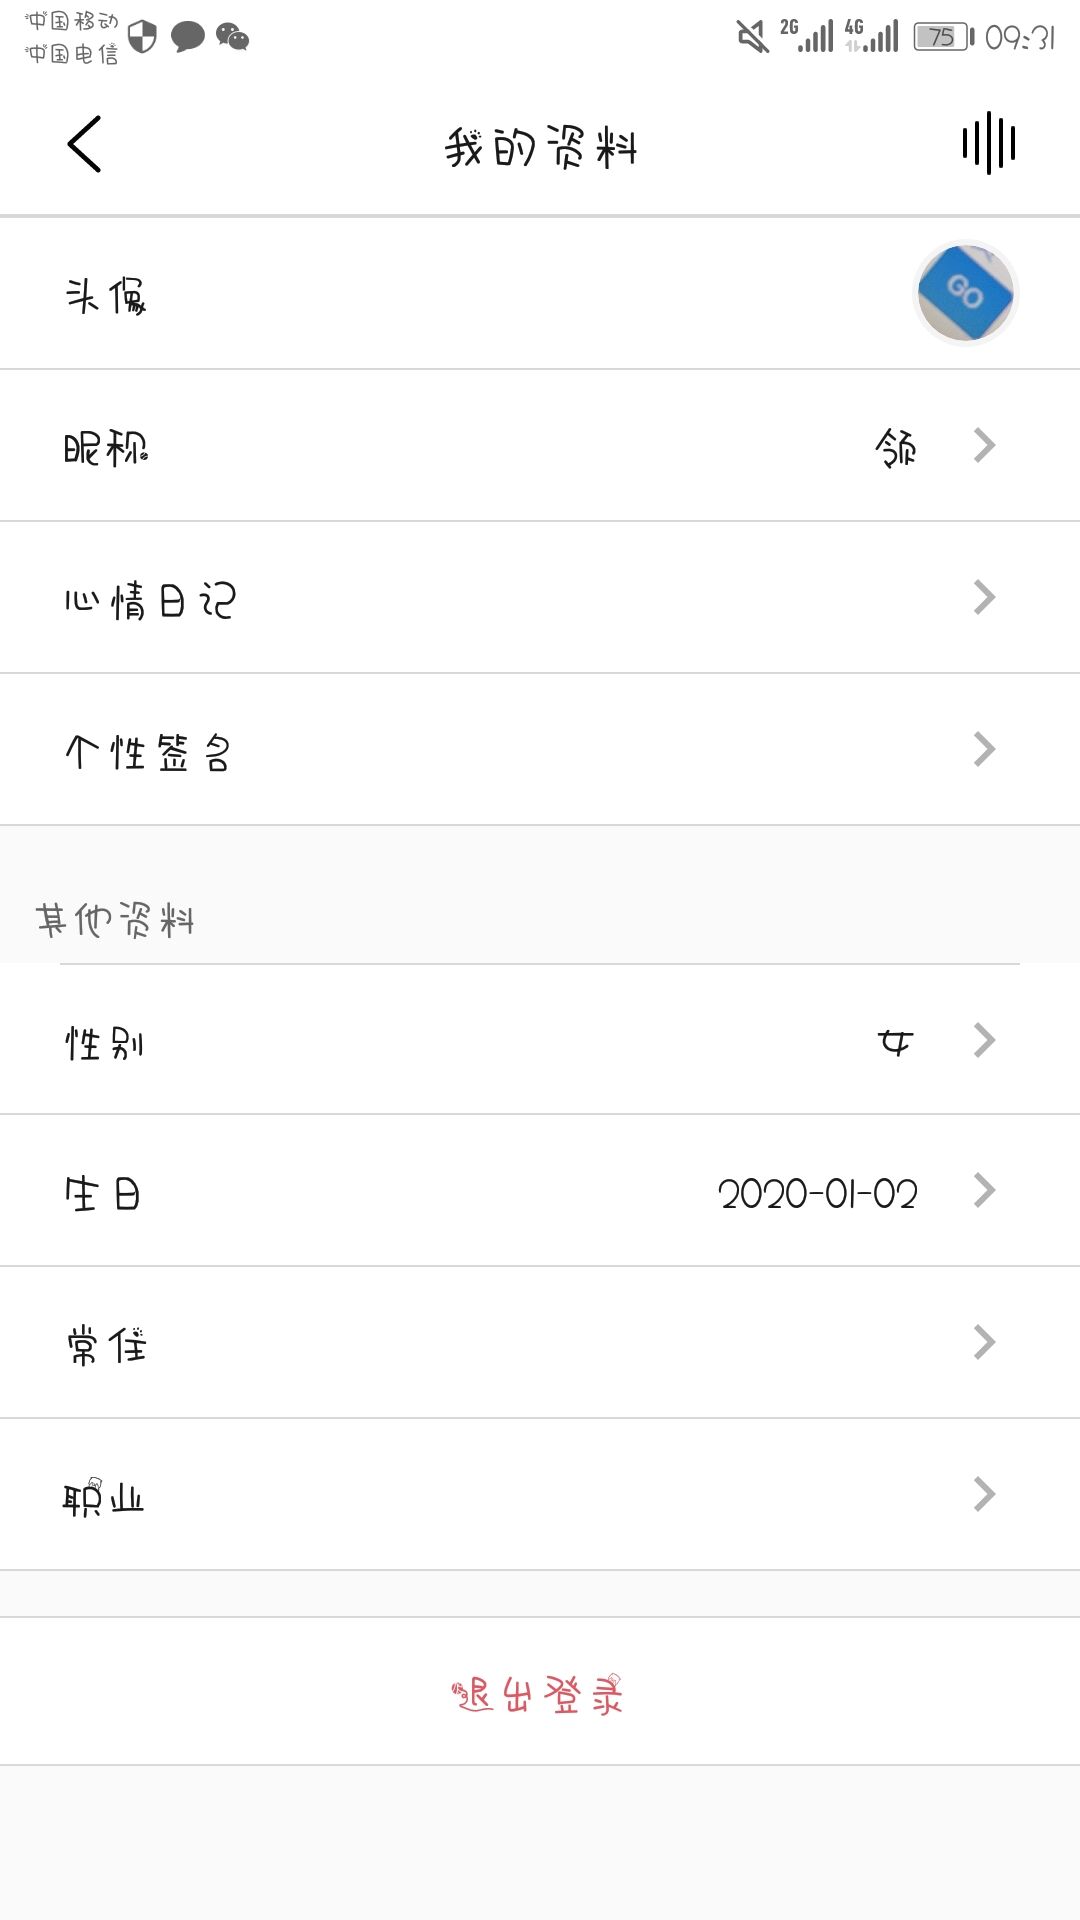 中国移动
中国电信
2G 4G 75 09:31
我的资料
头像
GO
昵称 领
心情日记
个性签名
其他资料
性别 女
生日 2020-01-02
常住
职业
退出登录